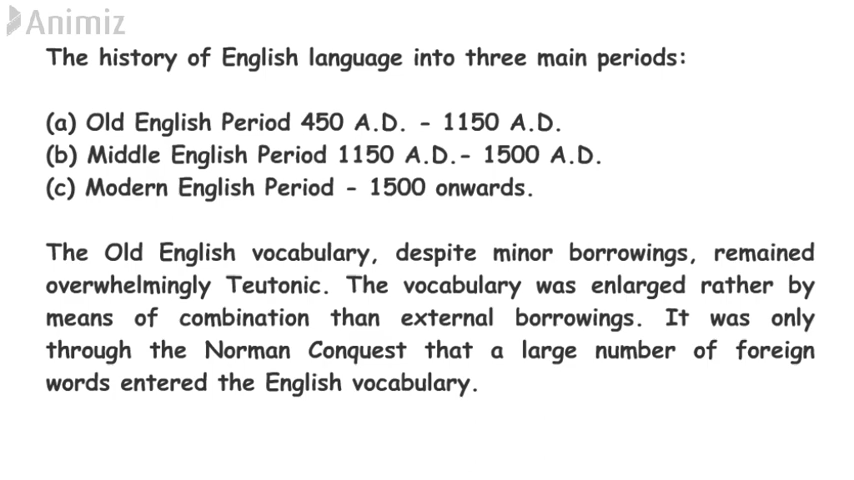 Animiz
The history of English language into three main periods:
(a) Old English Period 450 A.D. - 1150 A.D.
(b) Middle English Period 1150 A.D.- 1500 A.D.
(c) Modern English Period - 1500 onwards.
The Old English vocabulary, despite minor borrowings, remained
overwhelmingly Teutonic. The vocabulary was enlarged rather by
means of combination than external borrowings. It was only
through the Norman Conquest that a large number of foreign
words entered the English vocabulary.